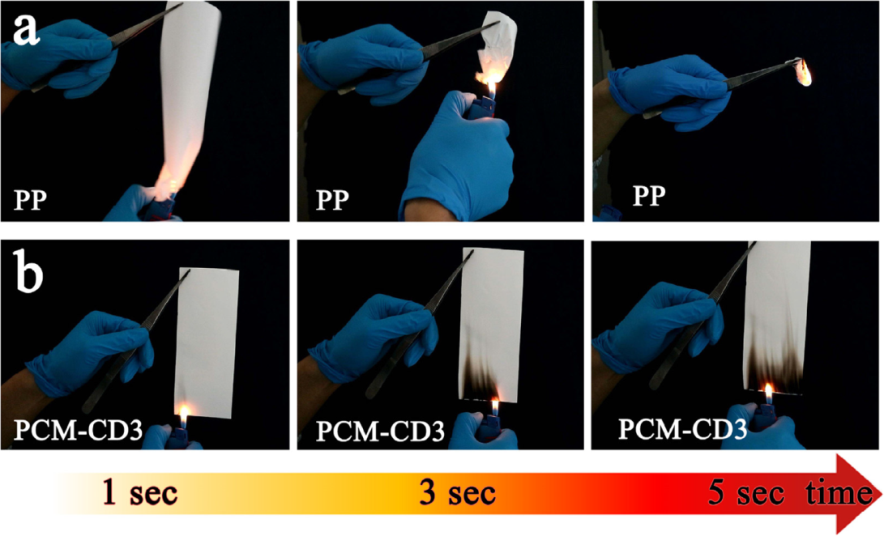 a
PP
PP
PP
b
PCM-CD3
PCM-CD3
PCM-CD3
1 sec
3 sec
5 sec time